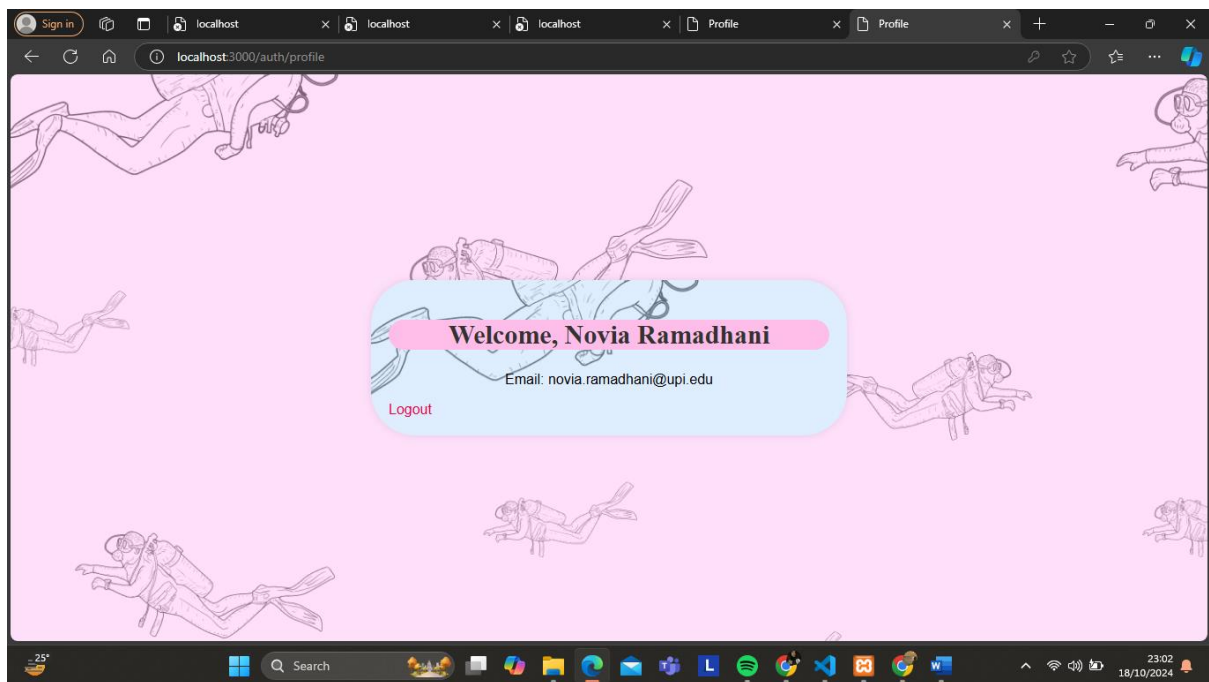 Sign in
localhost
localhost
localhost
Profile
Profile
localhost:3000/auth/profile
Welcome, Novia Ramadhani
Email: novia.ramadhani@upi.edu
Logout
25°
Search
L
W
23:02
18/10/2024